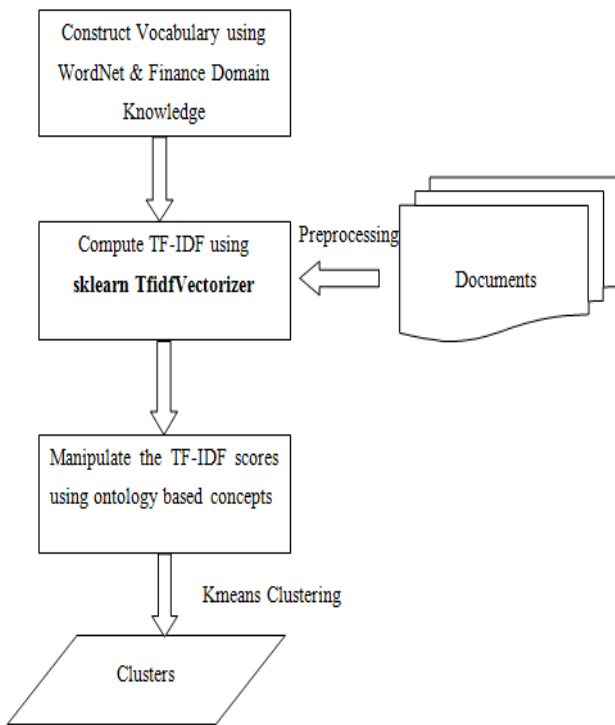 Construct Vocabulary using
WordNet & Finance Domain
Knowledge
Compute TF-IDF using
sklearn TfidfVectorizer
Preprocessing
Documents
Manipulate the TF-IDF scores
using ontology based concepts
Kmeans Clustering
Clusters